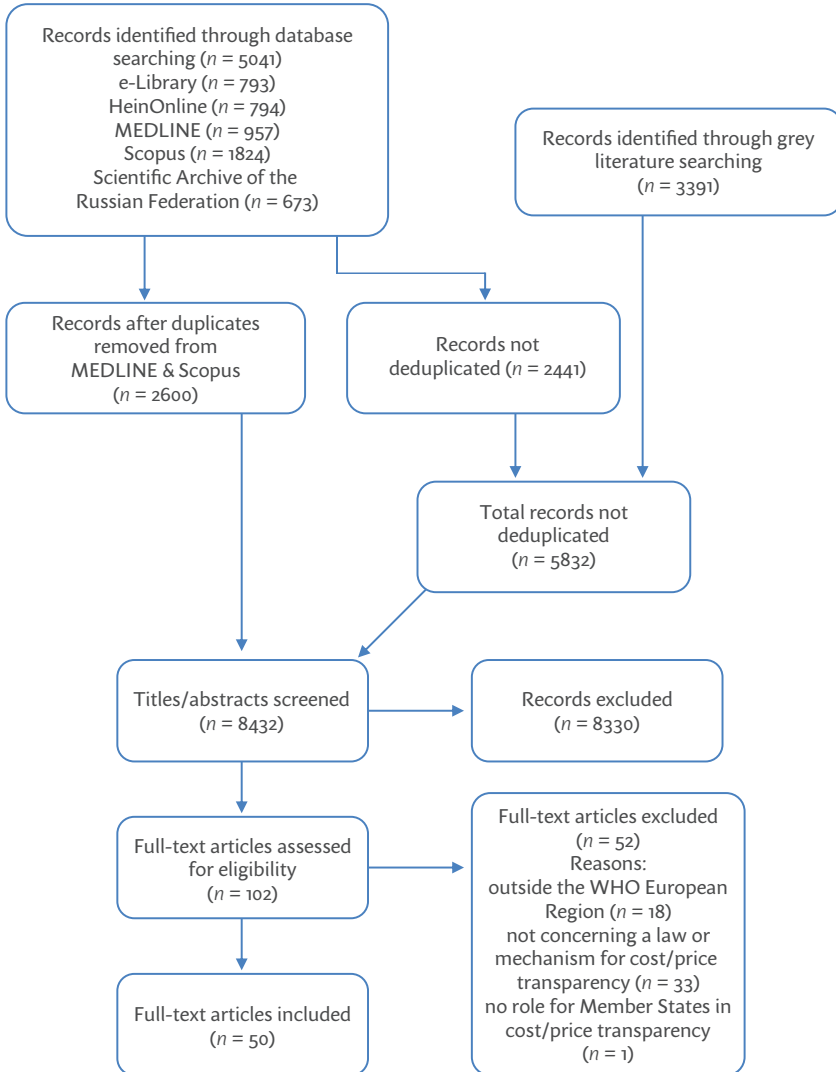 Records identified through database
searching (n = 5041)
e-Library (n = 793)
HeinOnline (n = 794)
MEDLINE (n = 957)
Scopus (n = 1824)
Scientific Archive of the
Russian Federation (n = 673)
Records identified through grey
literature searching
(n = 3391)
Records after duplicates
removed from
MEDLINE & Scopus
(n = 2600)
Records not
deduplicated (n = 2441)
Total records not
deduplicated
(n = 5832)
Titles/abstracts screened
(n = 8432)
Records excluded
(n = 8330)
Full-text articles assessed
for eligibility
(n = 102)
Full-text articles excluded
(n = 52)
Reasons:
outside the WHO European
Region (n = 18)
not concerning a law or
mechanism for cost/price
transparency (n = 33)
no role for Member States in
cost/price transparency
(n = 1)
Full-text articles included
(n = 50)